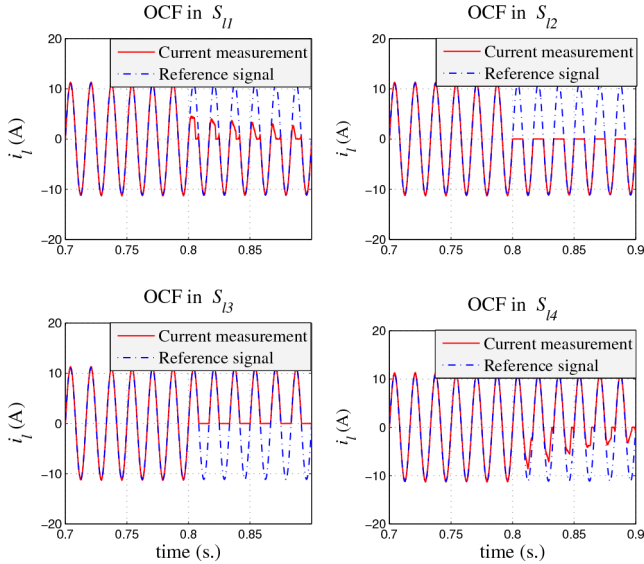 OCF in S_l1
Current measurement
Reference signal
20
10
0
−10
−20
i_l (A)
0.7
0.75
0.8
0.85
OCF in S_l2
Current measurement
Reference signal
20
10
0
−10
−20
i_l (A)
0.7
0.75
0.8
0.85
0.9
OCF in S_l3
Current measurement
Reference signal
20
10
0
−10
−20
i_l (A)
0.7
0.75
0.8
0.85
time (s.)
OCF in S_l4
Current measurement
Reference signal
20
10
0
−10
−20
i_l (A)
0.7
0.75
0.8
0.85
0.9
time (s.)